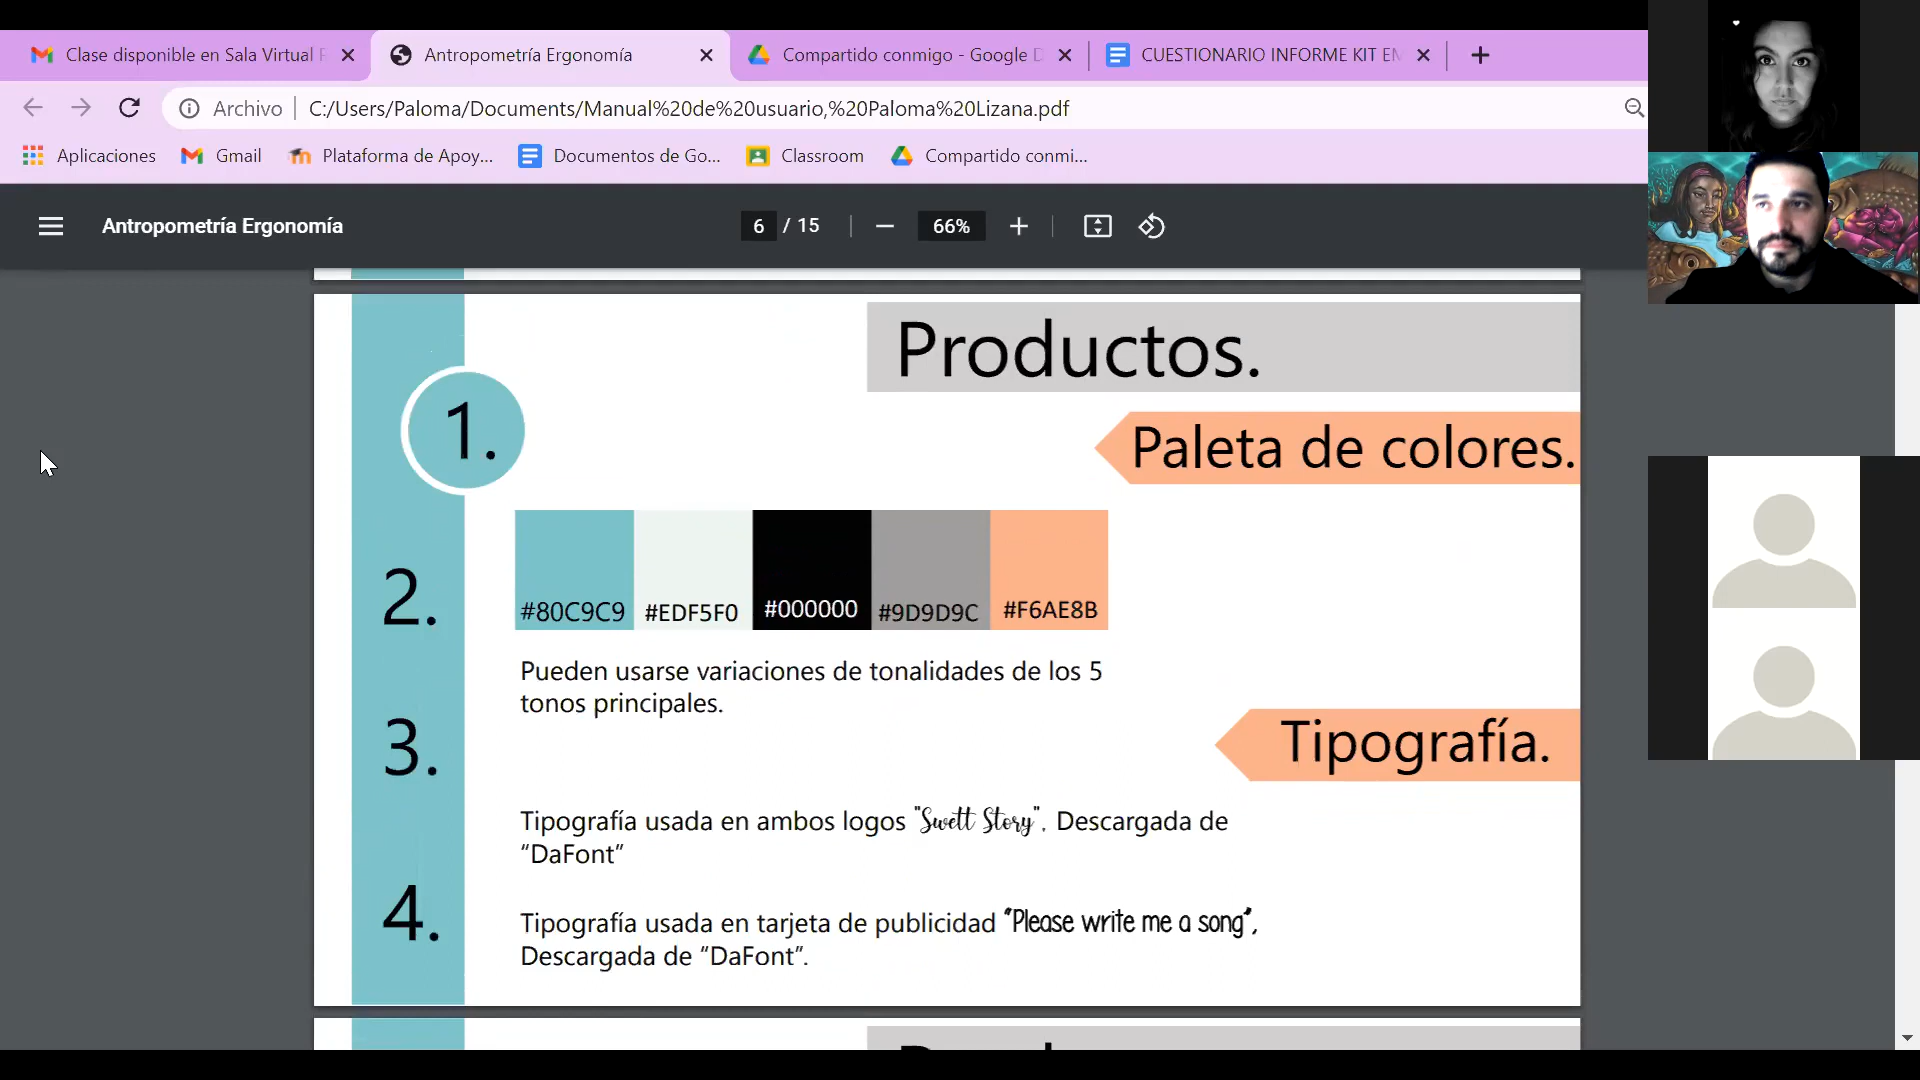 Clase disponible en Sala Virtual
Antropometría Ergonomía
Compartido conmigo - Google D
CUESTIONARIO INFORME KIT EM
Archivo
C:/Users/Paloma/Documents/Manual%20de%20usuario,%20Paloma%20Lizana.pdf
Aplicaciones
Gmail
Plataforma de Apoy...
Documentos de Go...
Classroom
Compartido conmi...
Antropometría Ergonomía
6 / 15
66%
Productos.
1.
Paleta de colores.
#80C9C9
#EDF5F0
#000000
#9D9D9C
#F6AE8B
2.
Pueden usarse variaciones de tonalidades de los 5
tonos principales.
3.
Tipografía.
Tipografía usada en ambos logos "Swett Story", Descargada de
“DaFont”
4.
Tipografía usada en tarjeta de publicidad "Please write me a song",
Descargada de “DaFont”.